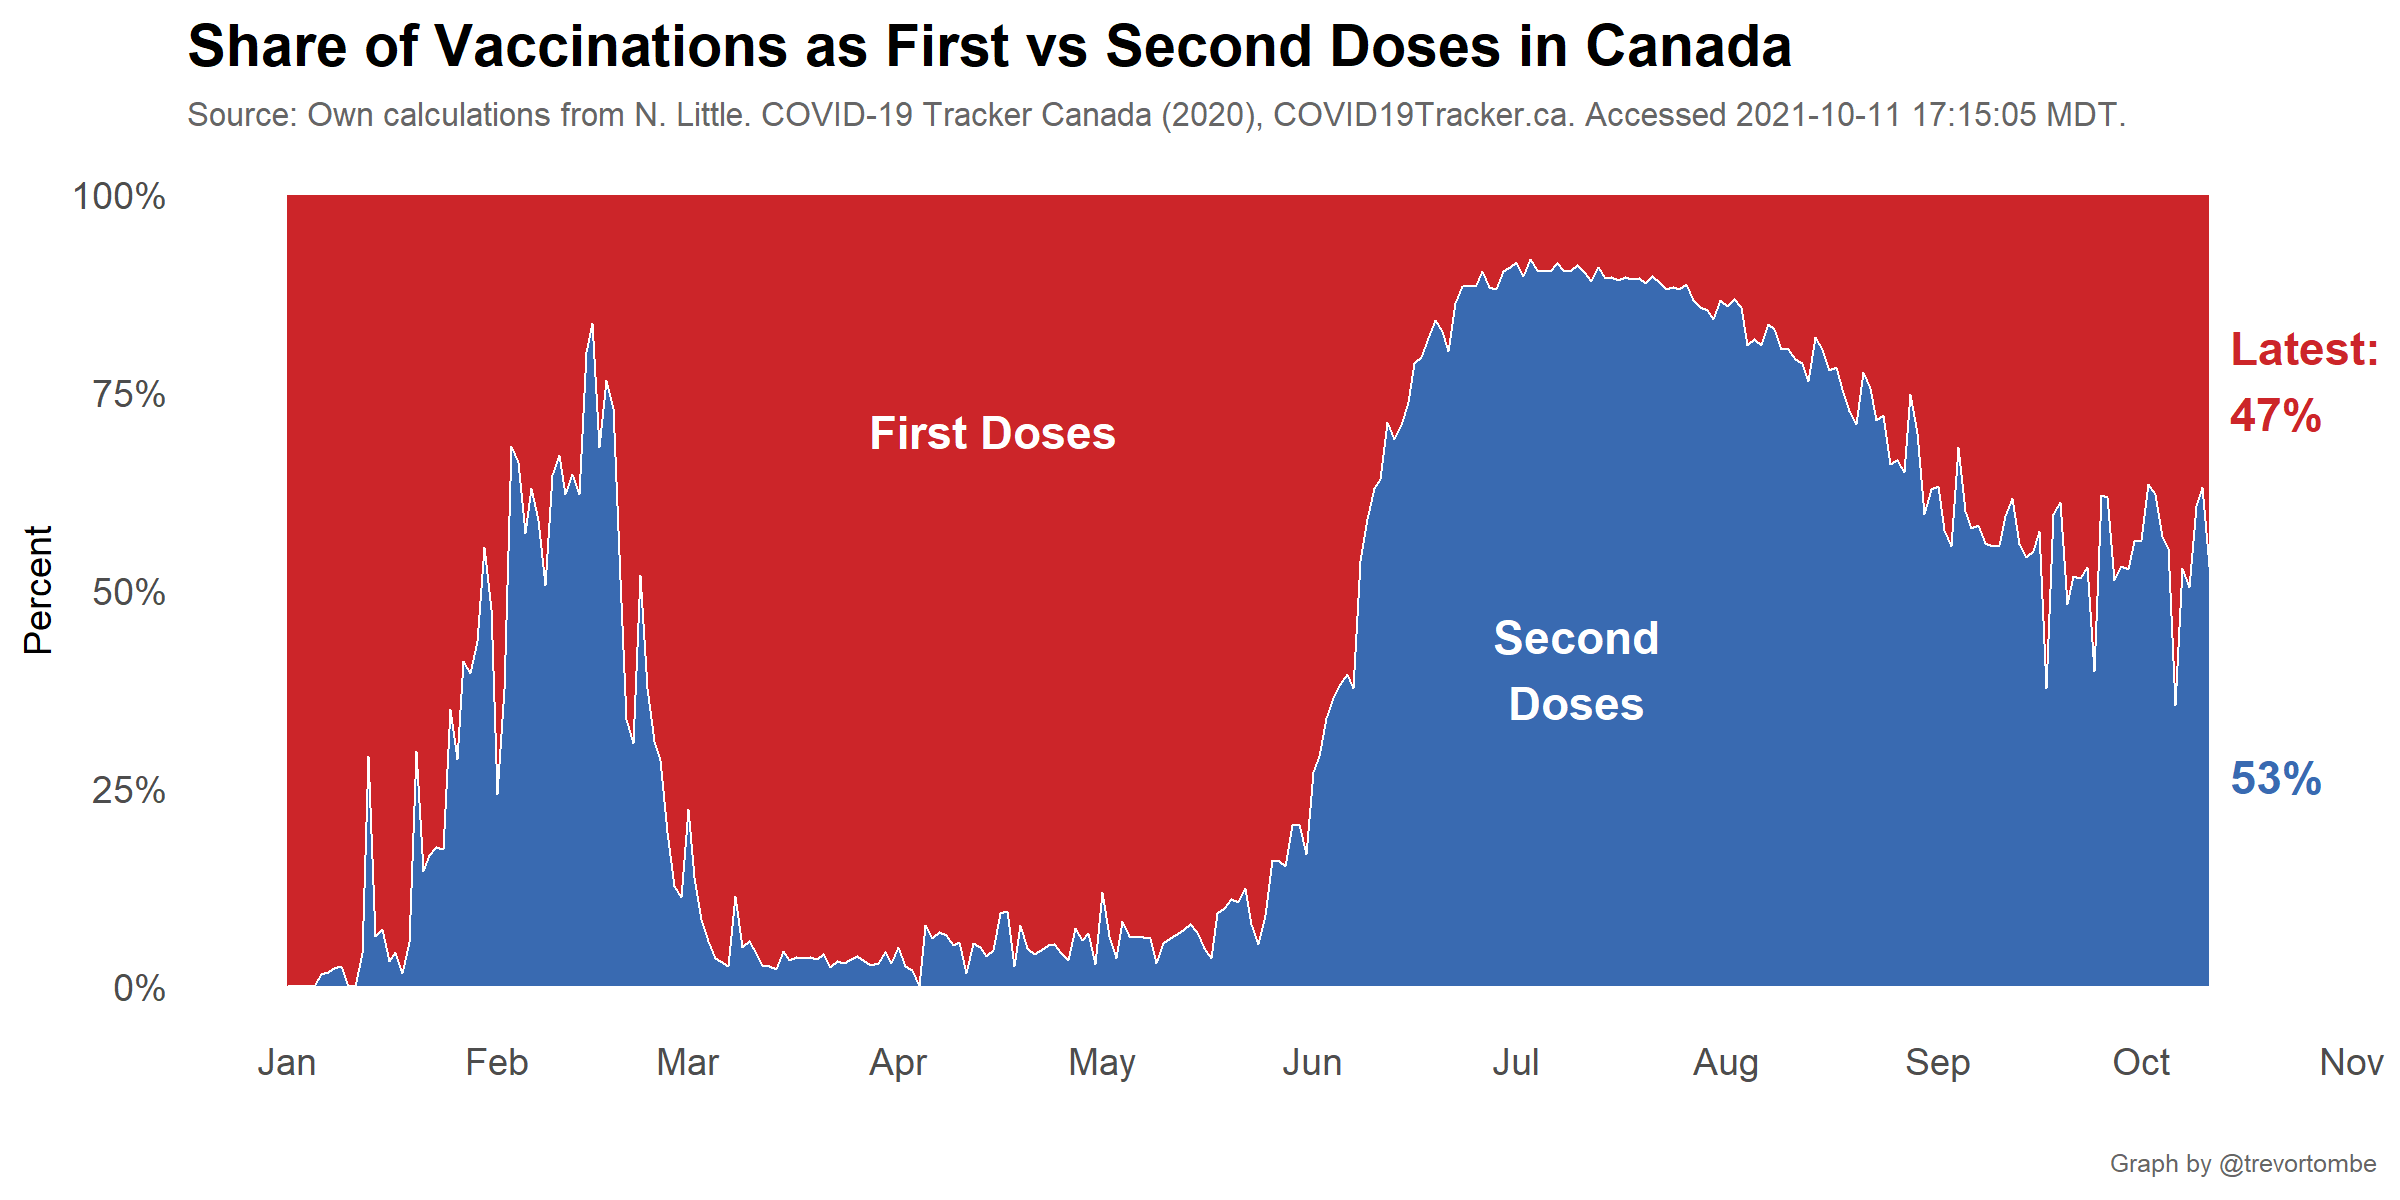 Share of Vaccinations as First vs Second Doses in Canada
Source: Own calculations from N. Little. COVID-19 Tracker Canada (2020), COVID19Tracker.ca. Accessed 2021-10-11 17:15:05 MDT.
Percent
100%
75%
50%
25%
0%
First Doses
Second
Doses
Latest:
47%
53%
Jan Feb Mar Apr May Jun Jul Aug Sep Oct Nov
Graph by @trevortombe